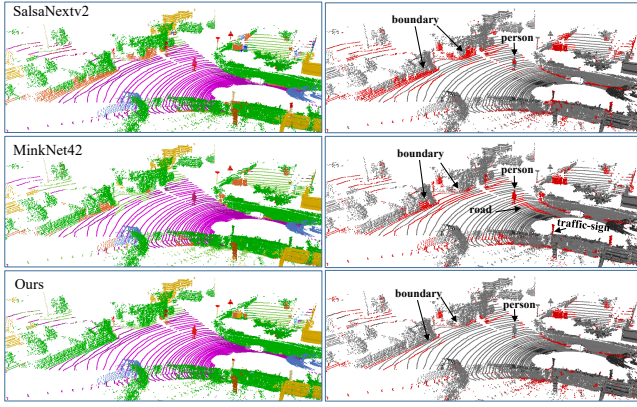 SalsaNextv2
boundary
person
MinkNet42
boundary
person
road
traffic-sign
Ours
boundary
person